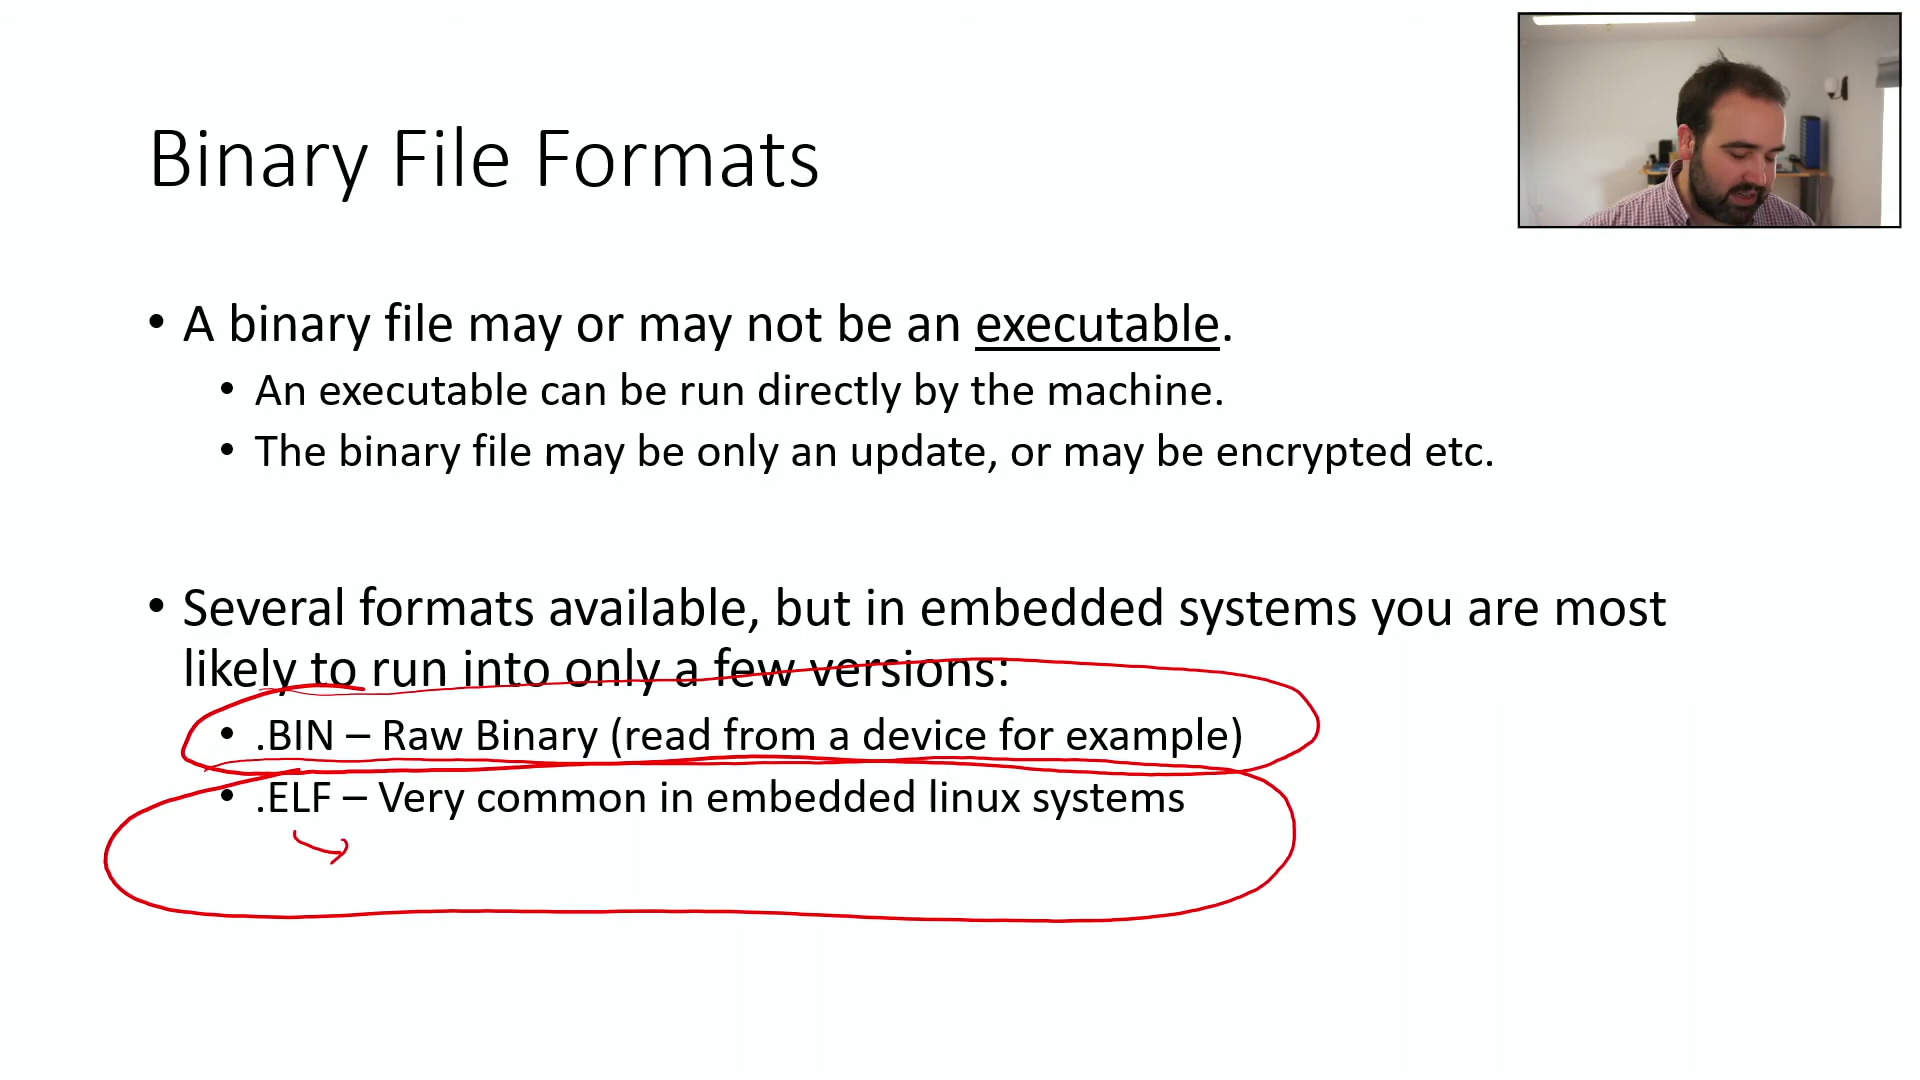 Binary File Formats
• A binary file may or may not be an executable.
• An executable can be run directly by the machine.
• The binary file may be only an update, or may be encrypted etc.
• Several formats available, but in embedded systems you are most
likely to run into only a few versions:
• .BIN – Raw Binary (read from a device for example)
• .ELF – Very common in embedded linux systems